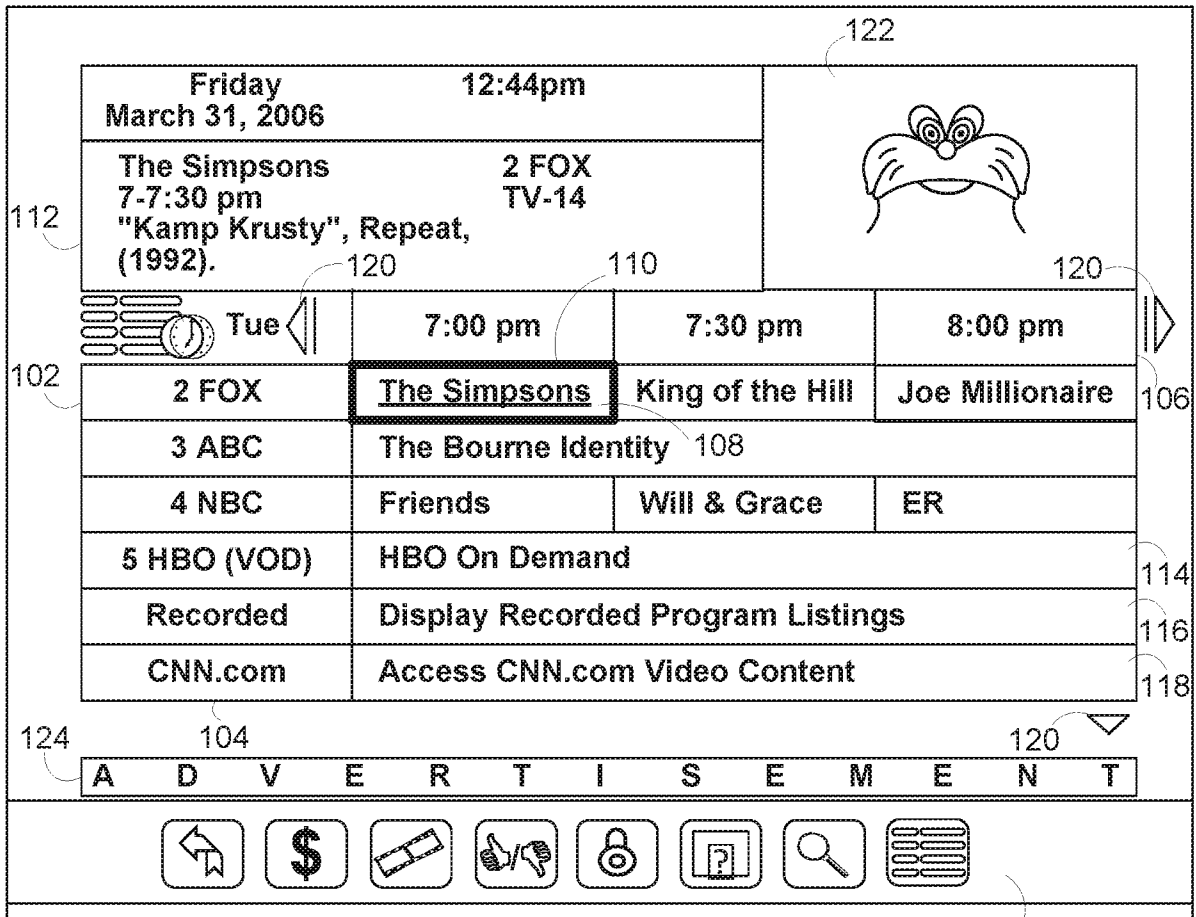 122
Friday 12:44pm
March 31, 2006
The Simpsons 2 FOX
7-7:30 pm TV-14
"Kamp Krusty", Repeat,
(1992).
112
120 110 120
Tue 7:00 pm 7:30 pm 8:00 pm
102 2 FOX The Simpsons King of the Hill Joe Millionaire 106
3 ABC The Bourne Identity 108
4 NBC Friends Will & Grace ER
5 HBO (VOD) HBO On Demand 114
Recorded Display Recorded Program Listings 116
CNN.com Access CNN.com Video Content 118
124 104 120
A D V E R T I S E M E N T
$ / ?